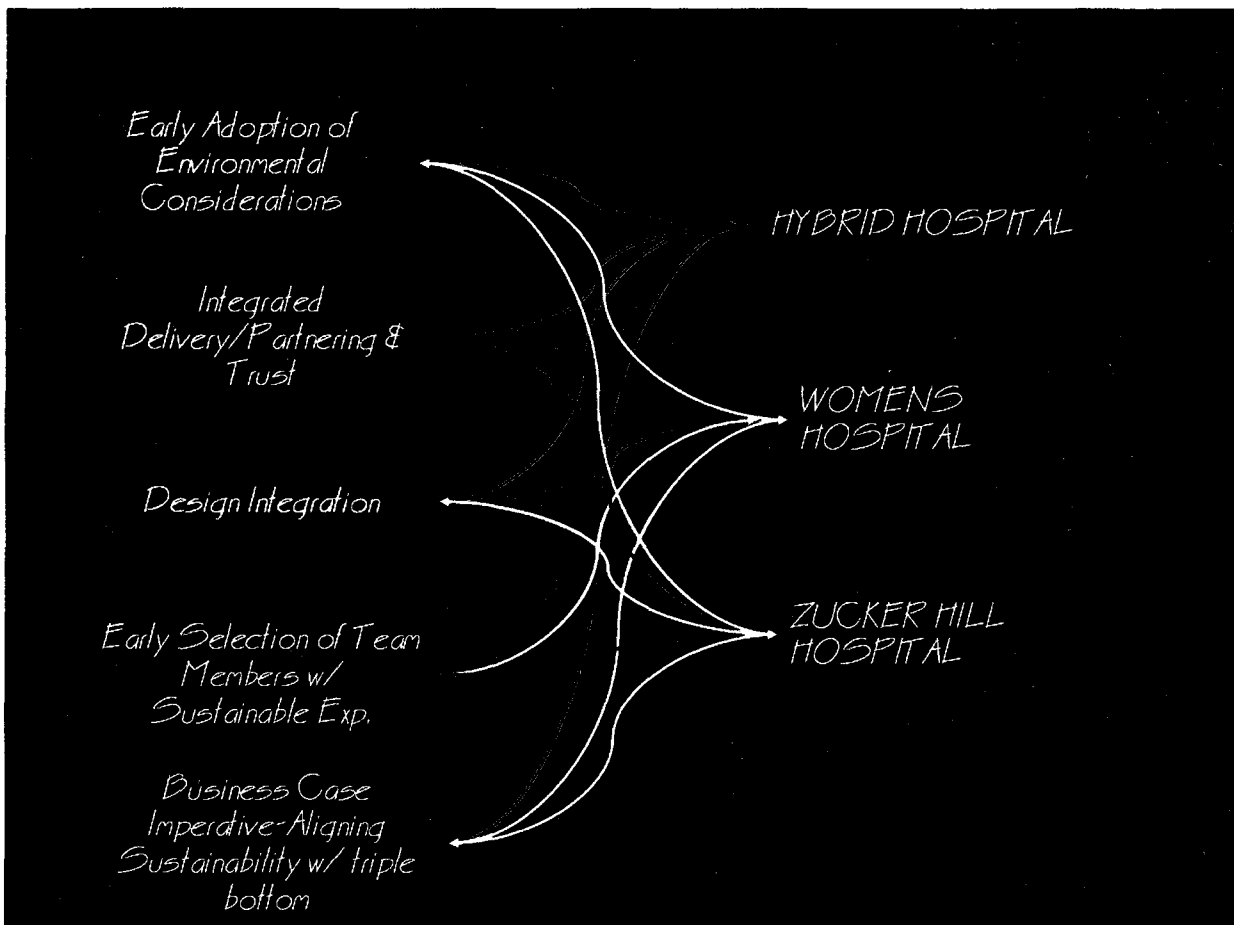 Early Adoption of
Environmental
Considerations
HYBRID HOSPITAL
Integrated
Delivery/Partnering &
Trust
WOMENS
HOSPITAL
Design Integration
ZUCKER HILL
HOSPITAL
Early Selection of Team
Members w/
Sustainable Exp.
Business Case
Imperative-Aligning
Sustainability w/ triple
bottom